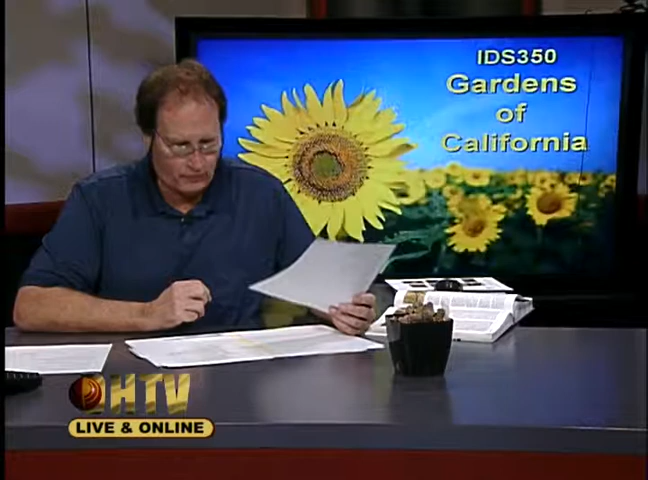 IDS350
Gardens
of
California
HTV
LIVE & ONLINE